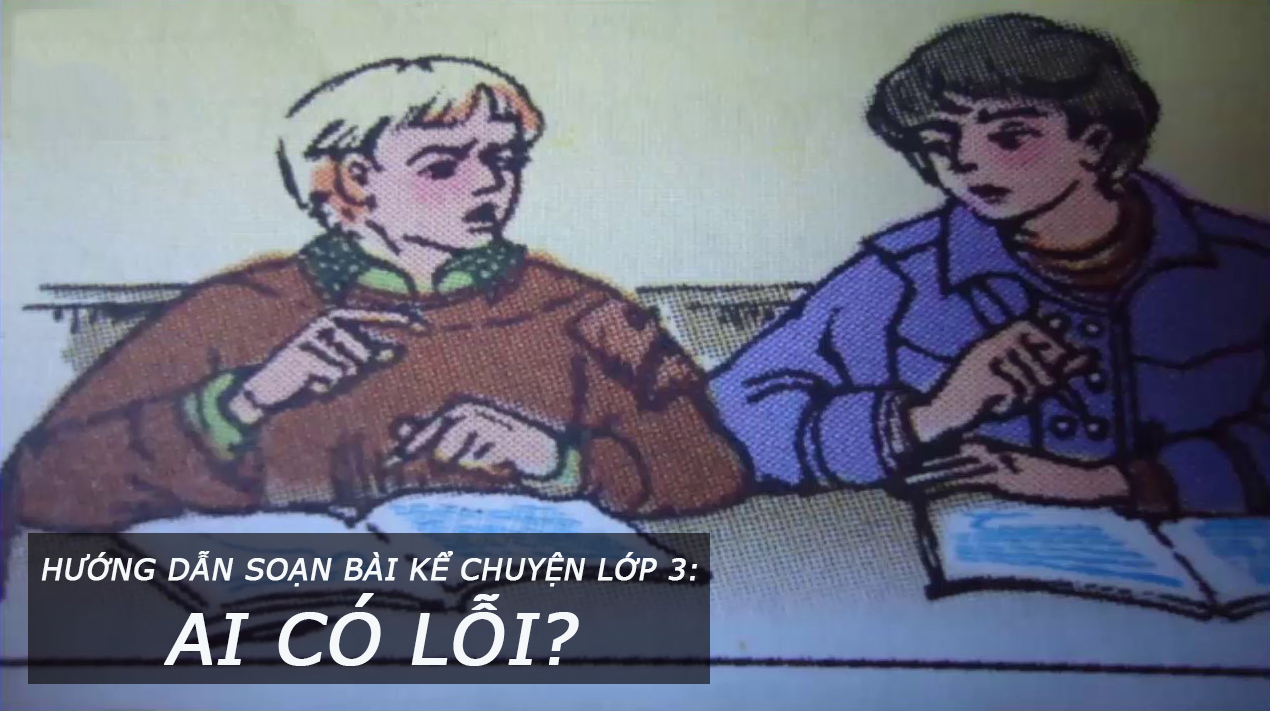 HƯỚNG DẪN SOẠN BÀI KỂ CHUYỆN LỚP 3:
AI CÓ LỖI?